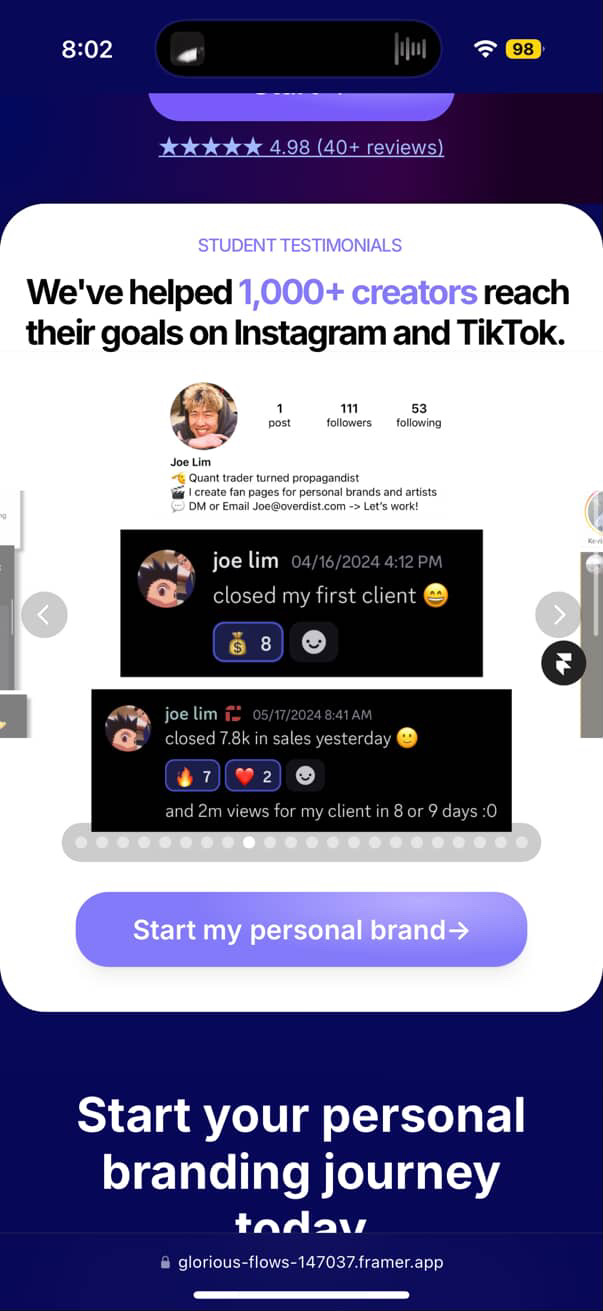 8:02
98
★★★★★ 4.98 (40+ reviews)
STUDENT TESTIMONIALS
We've helped 1,000+ creators reach
their goals on Instagram and TikTok.
1 111 53
post followers following
Joe Lim
🤏 Quant trader turned propagandist
🎬 I create fan pages for personal brands and artists
💬 DM or Email Joe@overdist.com -> Let's work!
joe lim 04/16/2024 4:12 PM
closed my first client 😄
💰 8
joe lim 05/17/2024 8:41 AM
closed 7.8k in sales yesterday 🙂
🔥 7 ❤️ 2
and 2m views for my client in 8 or 9 days :0
Start my personal brand→
Start your personal
branding journey
today
glorious-flows-147037.framer.app